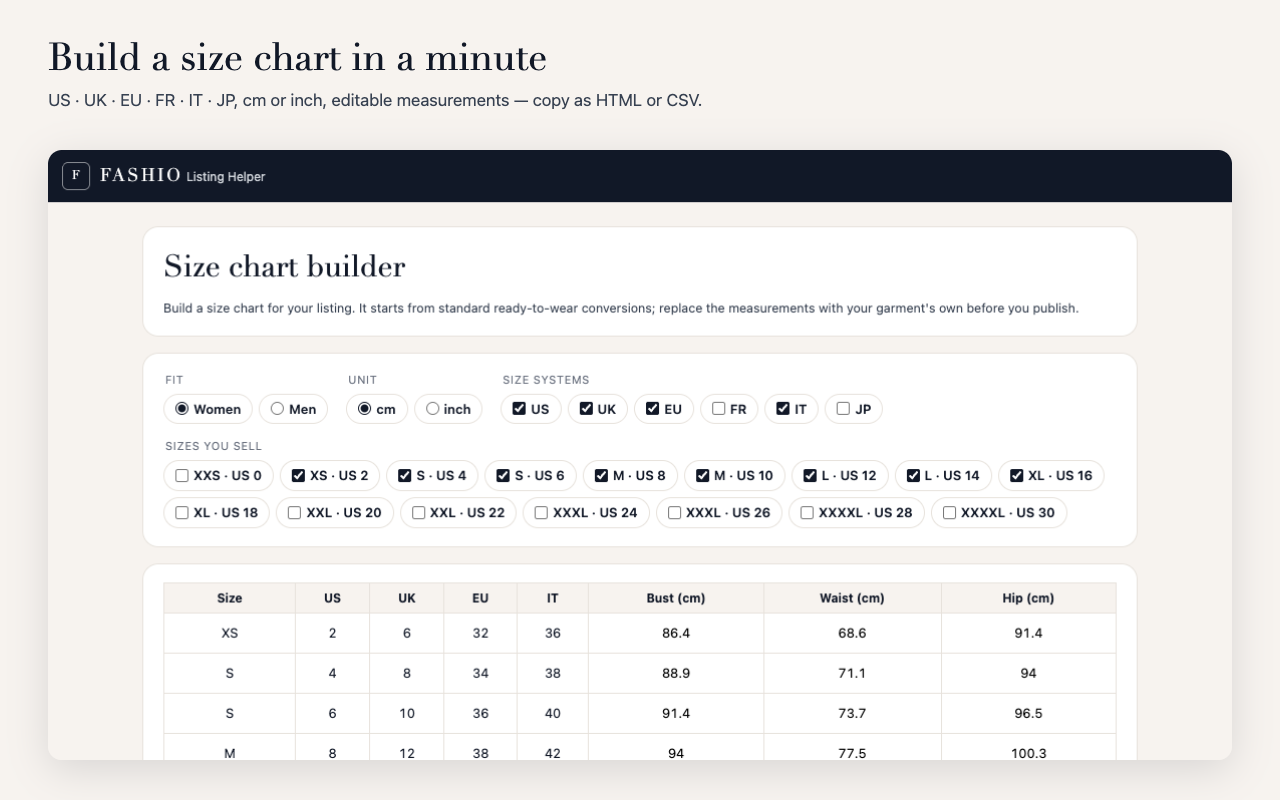 Build a size chart in a minute
US · UK · EU · FR · IT · JP, cm or inch, editable measurements — copy as HTML or CSV.
F FASHIO Listing Helper
Size chart builder
Build a size chart for your listing. It starts from standard ready-to-wear conversions; replace the measurements with your garment's own before you publish.
FIT UNIT SIZE SYSTEMS
Women Men cm inch US UK EU FR IT JP
SIZES YOU SELL
XXS · US 0 XS · US 2 S · US 4 S · US 6 M · US 8 M · US 10 L · US 12 L · US 14 XL · US 16
XL · US 18 XXL · US 20 XXL · US 22 XXXL · US 24 XXXL · US 26 XXXXL · US 28 XXXXL · US 30
Size US UK EU IT Bust (cm) Waist (cm) Hip (cm)
XS 2 6 32 36 86.4 68.6 91.4
S 4 8 34 38 88.9 71.1 94
S 6 10 36 40 91.4 73.7 96.5
M 8 12 38 42 94 77.5 100.3